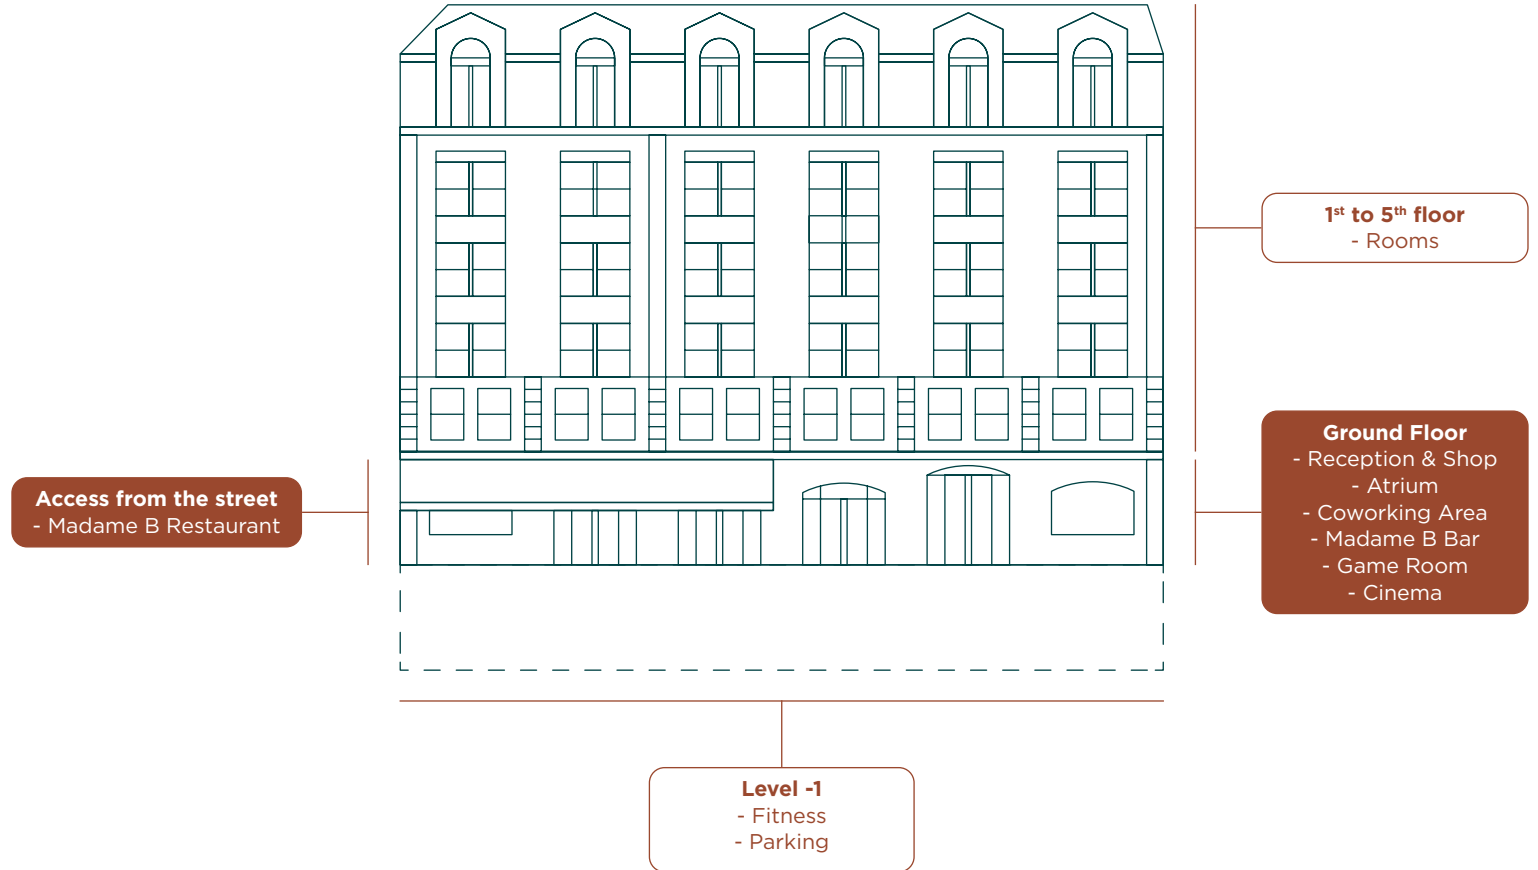 1st to 5th floor
- Rooms
Ground Floor
- Reception & Shop
- Atrium
- Coworking Area
- Madame B Bar
- Game Room
- Cinema
Access from the street
- Madame B Restaurant
Level -1
- Fitness
- Parking